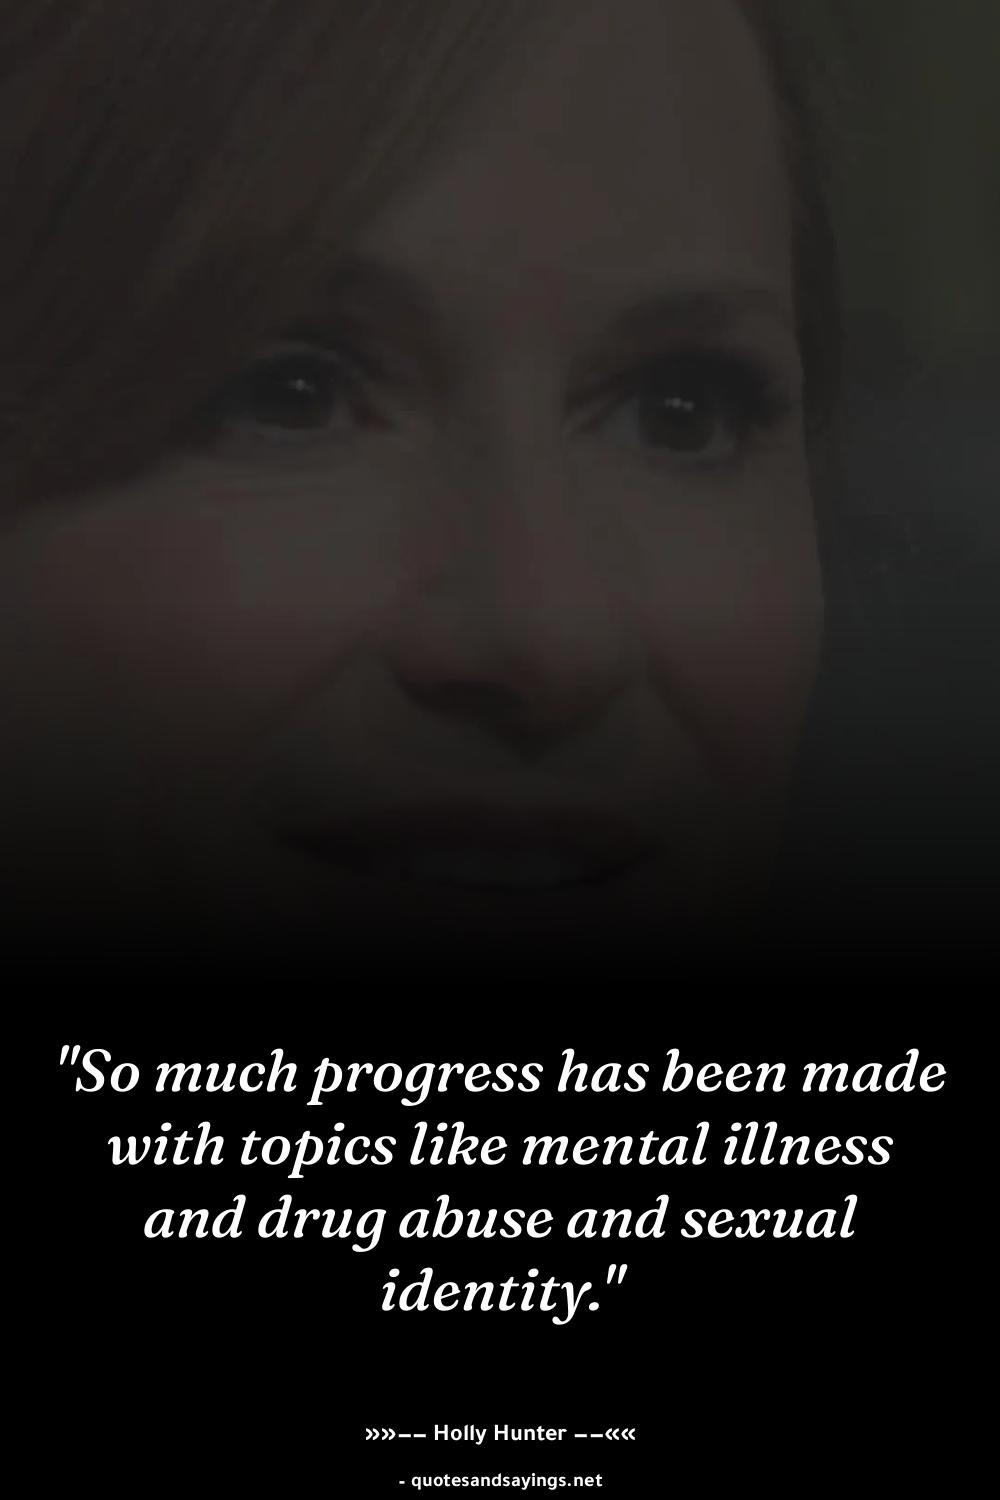 "So much progress has been made
with topics like mental illness
and drug abuse and sexual
identity."
»»−− Holly Hunter −−««
- quotesandsayings.net